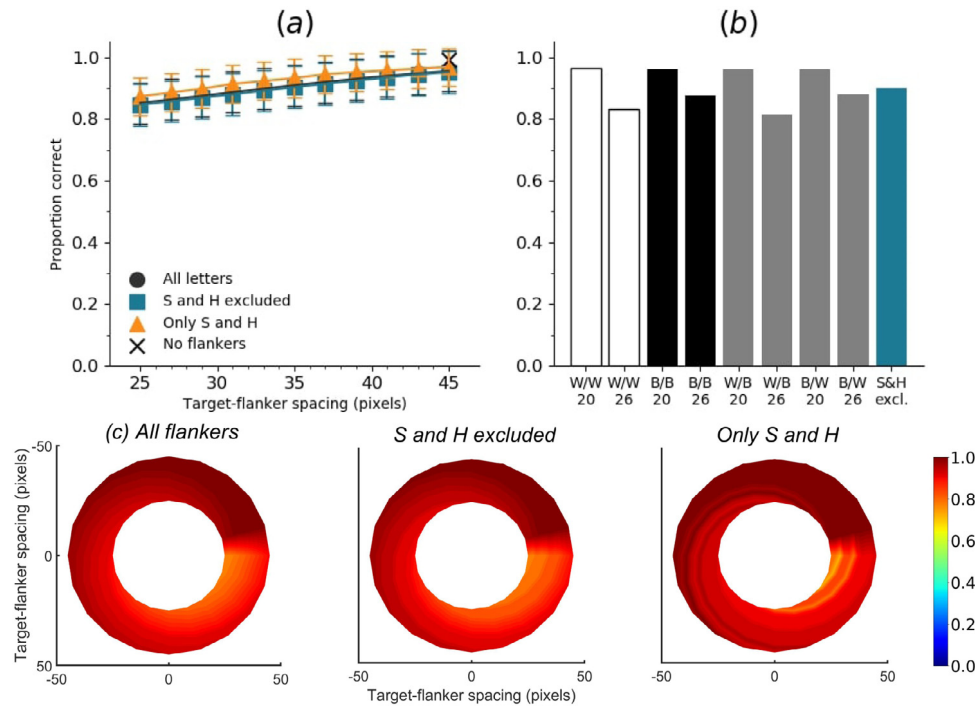 (a)
1.0
0.8
0.6
0.4
0.2
0.0
Proportion correct
All letters
S and H excluded
Only S and H
No flankers
25 30 35 40 45
Target-flanker spacing (pixels)
(b)
1.0
0.8
0.6
0.4
0.2
0.0
W/W W/W B/B B/B W/B W/B B/W B/W S&H
20 26 20 26 20 26 20 26 excl.
(c) All flankers
S and H excluded
Only S and H
-50
0
50
Target-flanker spacing (pixels)
0 50
-50 0 50
-50 0 50
Target-flanker spacing (pixels)
1.0
0.8
0.6
0.4
0.2
0.0